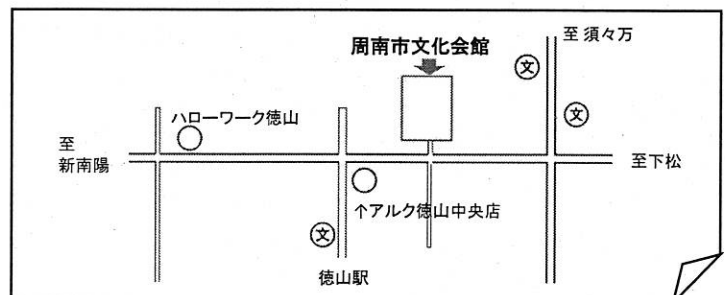 至 須々万
周南市文化会館
文
文
ハローワーク徳山
至
新南陽
至下松
↑アルク徳山中央店
文
徳山駅